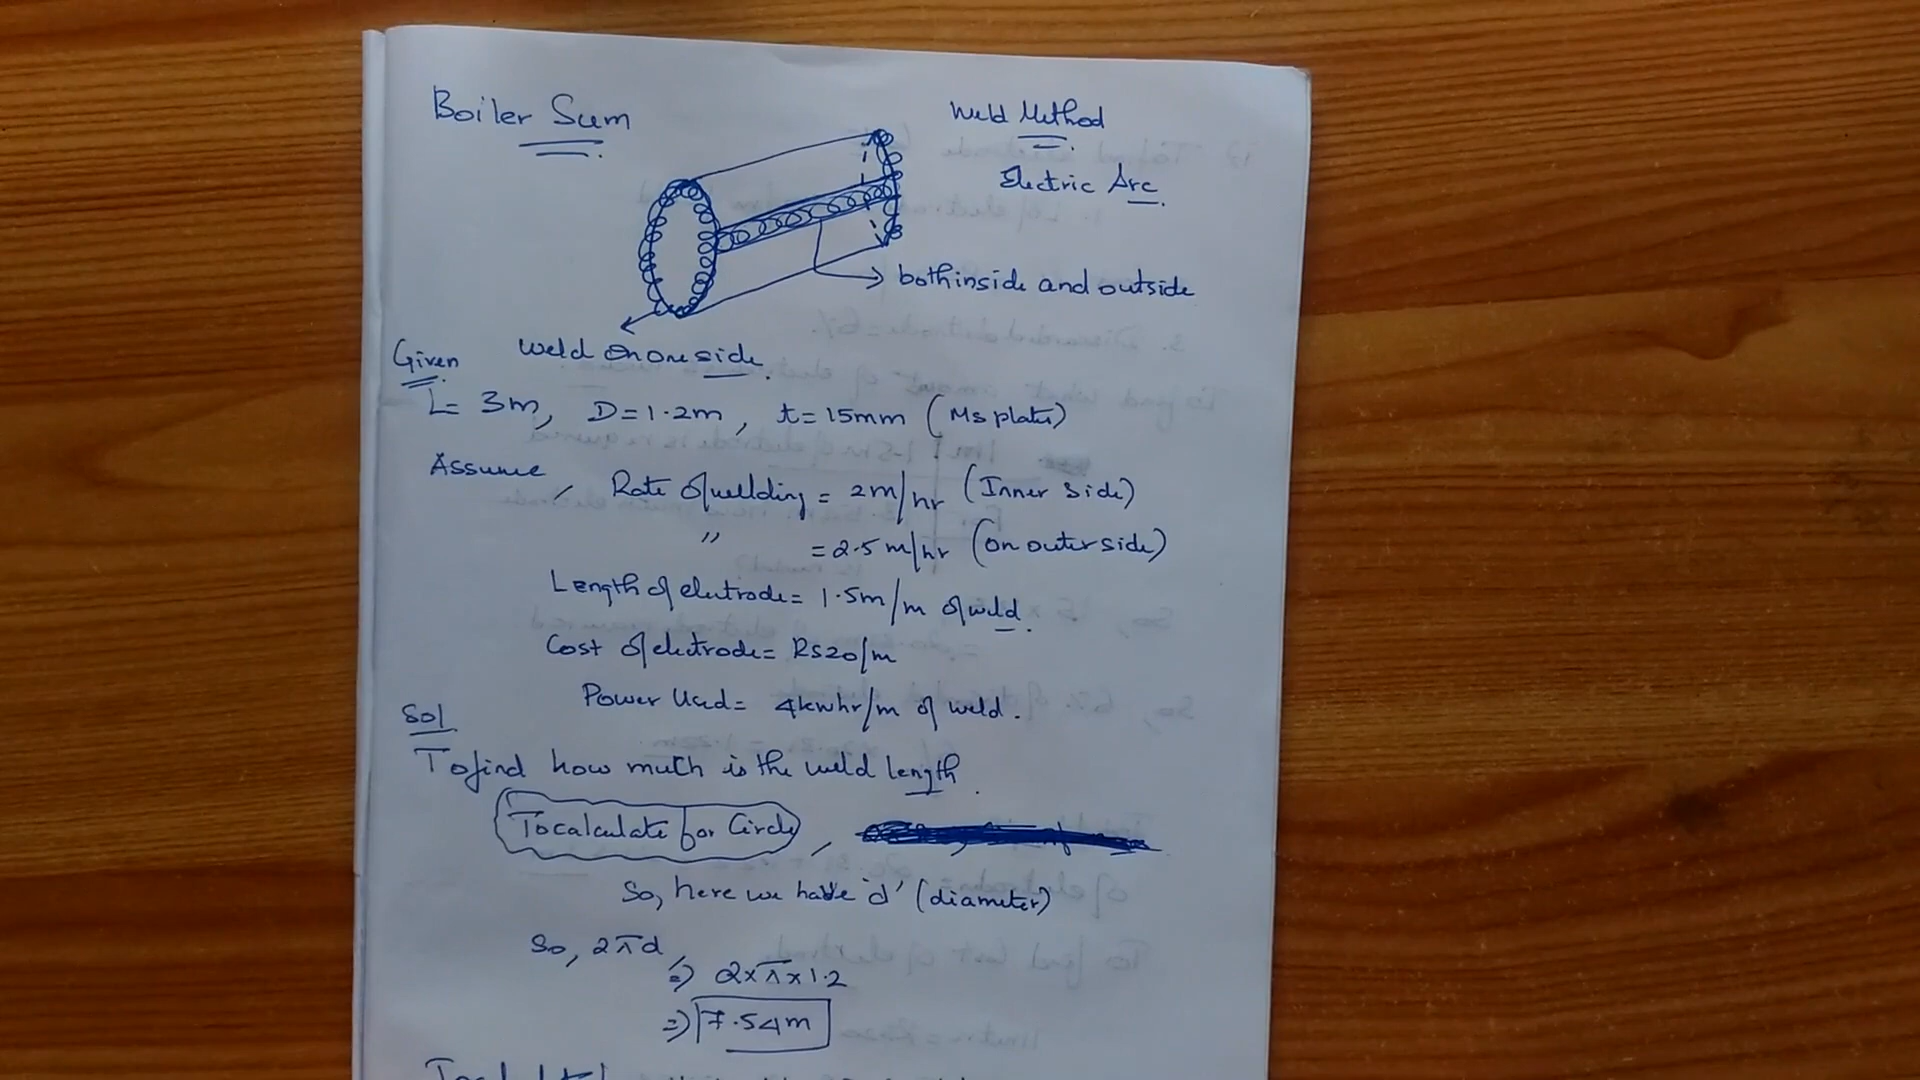 Boiler Sum
Weld Method
Electric Arc
both inside and outside
Weld on one side.
Given
L= 3m, D=1.2m, t=15mm (Ms plate)
Assume, Rate of wellding = 2m/hr (Inner side)
" = 2.5 m/hr (on outer side)
Length of electrode= 1.5m/m of weld.
Cost of electrode= Rs20/m
Power Used= 4kwhr/m of weld.
Sol
To find how much is the weld length.
To calculate for Circle,
So, here we have 'd' (diameter)
So, 2πd,
⇒ 2×π×1.2
⇒ 7.54m